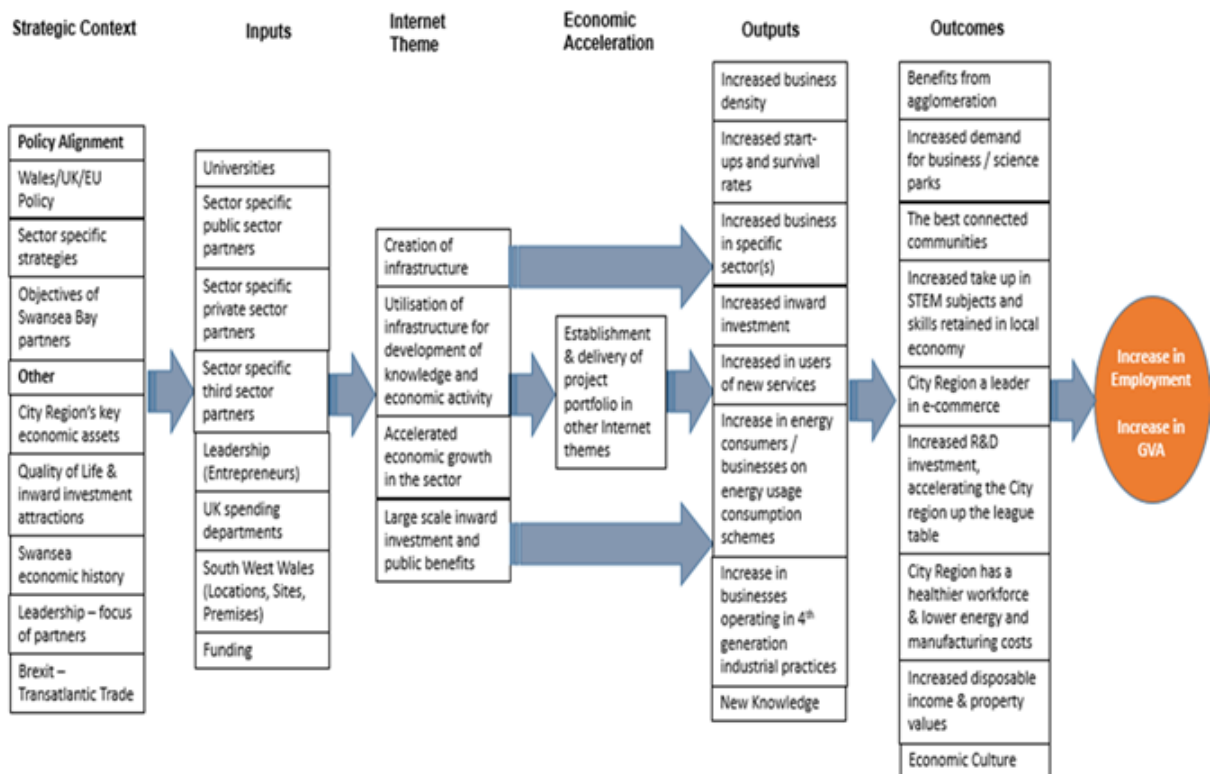 Strategic Context
Policy Alignment
Wales/UK/EU
Policy
Sector specific
strategies
Objectives of
Swansea Bay
partners
Other
City Region's key
economic assets
Quality of Life &
inward investment
attractions
Swansea
economic history
Leadership – focus
of partners
Brexit –
Transatlantic Trade
Inputs
Universities
Sector specific
public sector
partners
Sector specific
private sector
partners
Sector specific
third sector
partners
Leadership
(Entrepreneurs)
UK spending
departments
South West Wales
(Locations, Sites,
Premises)
Funding
Internet
Theme
Creation of
infrastructure
Utilisation of
infrastructure for
development of
knowledge and
economic activity
Accelerated
economic growth
in the sector
Large scale inward
investment and
public benefits
Economic
Acceleration
Establishment
& delivery of
project
portfolio in
other Internet
themes
Outputs
Increased business
density
Increased start-
ups and survival
rates
Increased business
in specific
sector(s)
Increased inward
investment
Increased in users
of new services
Increase in energy
consumers /
businesses on
energy usage
consumption
schemes
Increase in
businesses
operating in 4th
generation
industrial practices
New Knowledge
Outcomes
Benefits from
agglomeration
Increased demand
for business / science
parks
The best connected
communities
Increased take up in
STEM subjects and
skills retained in local
economy
City Region a leader
in e-commerce
Increased R&D
investment,
accelerating the City
region up the league
table
City Region has a
healthier workforce
& lower energy and
manufacturing costs
Increased disposable
income & property
values
Economic Culture
Increase in
Employment
Increase in
GVA